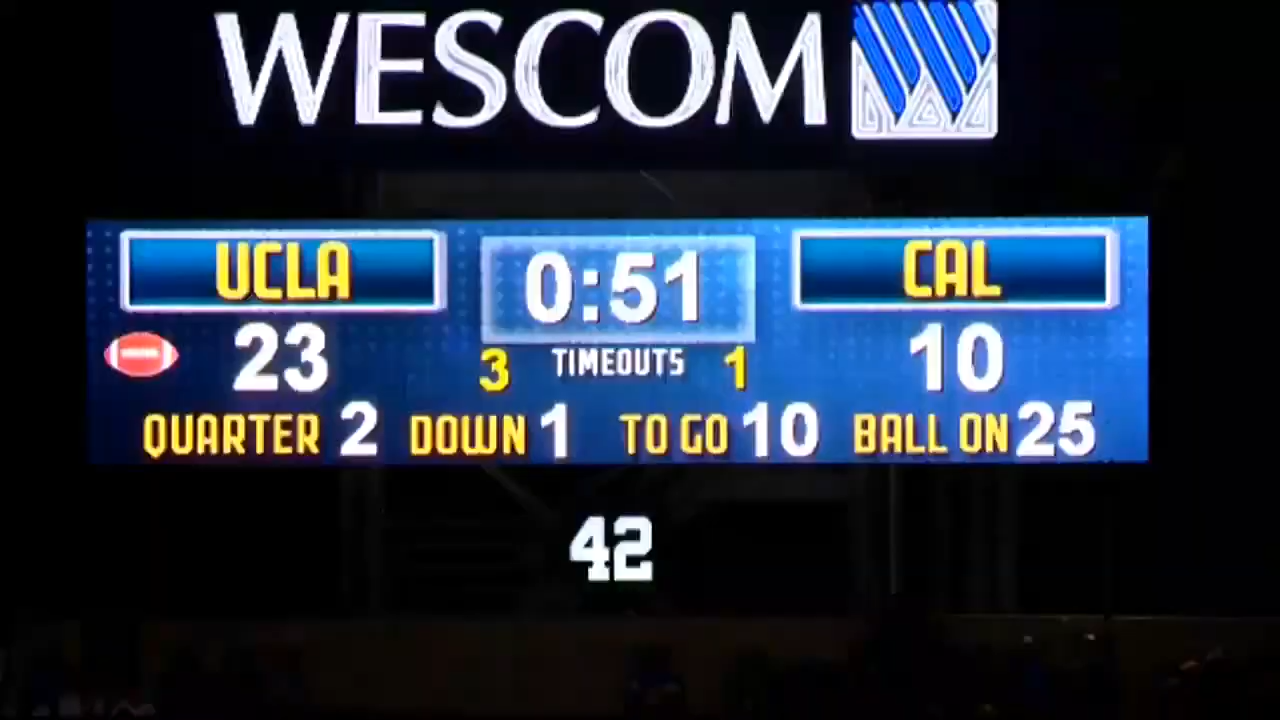 WESCOM
UCLA 0:51 CAL
23 3 TIMEOUTS 1 10
QUARTER 2 DOWN 1 TO GO 10 BALL ON 25
42